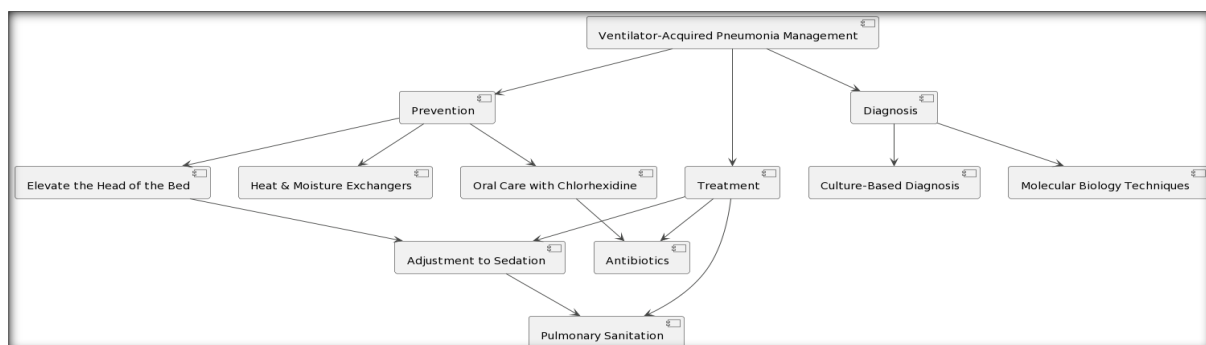 Ventilator-Acquired Pneumonia Management
Prevention
Diagnosis
Elevate the Head of the Bed
Heat & Moisture Exchangers
Oral Care with Chlorhexidine
Treatment
Culture-Based Diagnosis
Molecular Biology Techniques
Adjustment to Sedation
Antibiotics
Pulmonary Sanitation